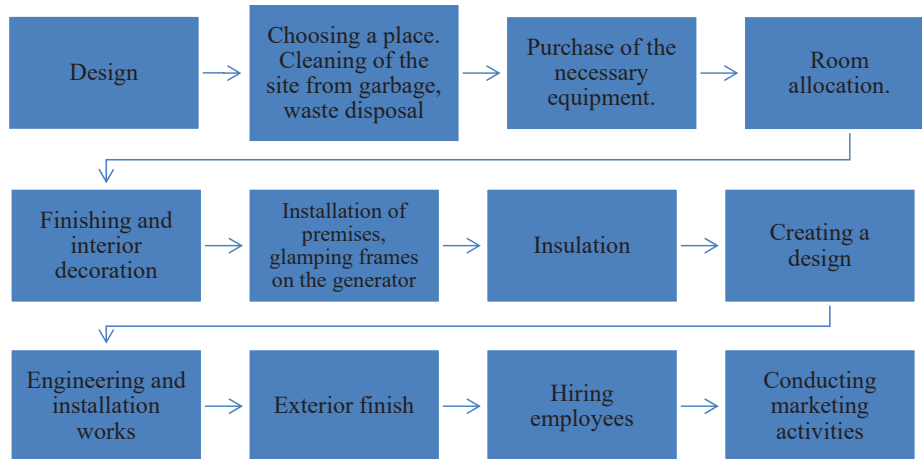 Design
Choosing a place.
Cleaning of the
site from garbage,
waste disposal
Purchase of the
necessary
equipment.
Room
allocation.
Finishing and
interior
decoration
Installation of
premises,
glamping frames
on the generator
Insulation
Creating a
design
Engineering and
installation
works
Exterior finish
Hiring
employees
Conducting
marketing
activities